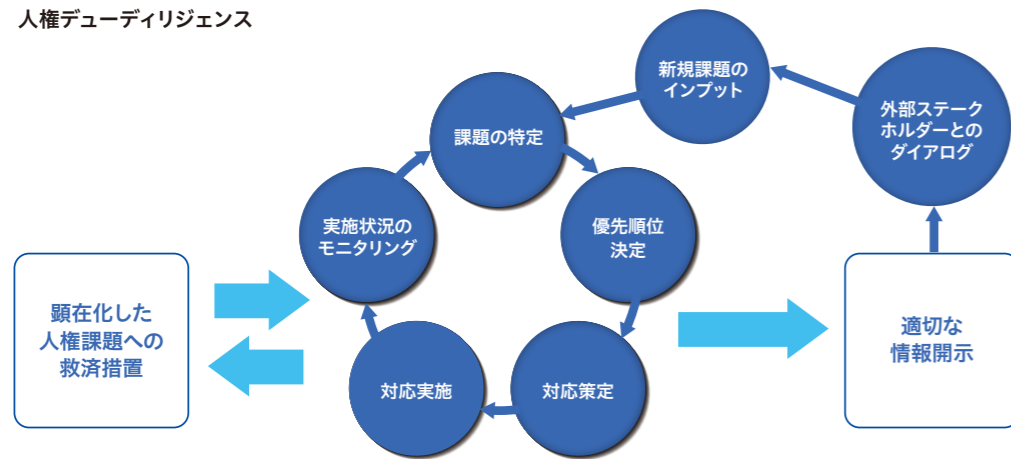 人権デューディリジェンス
新規課題の
インプット
外部ステーク
ホルダーとの
ダイアログ
課題の特定
実施状況の
モニタリング
優先順位
決定
顕在化した
人権課題への
救済措置
適切な
情報開示
対応実施
対応策定